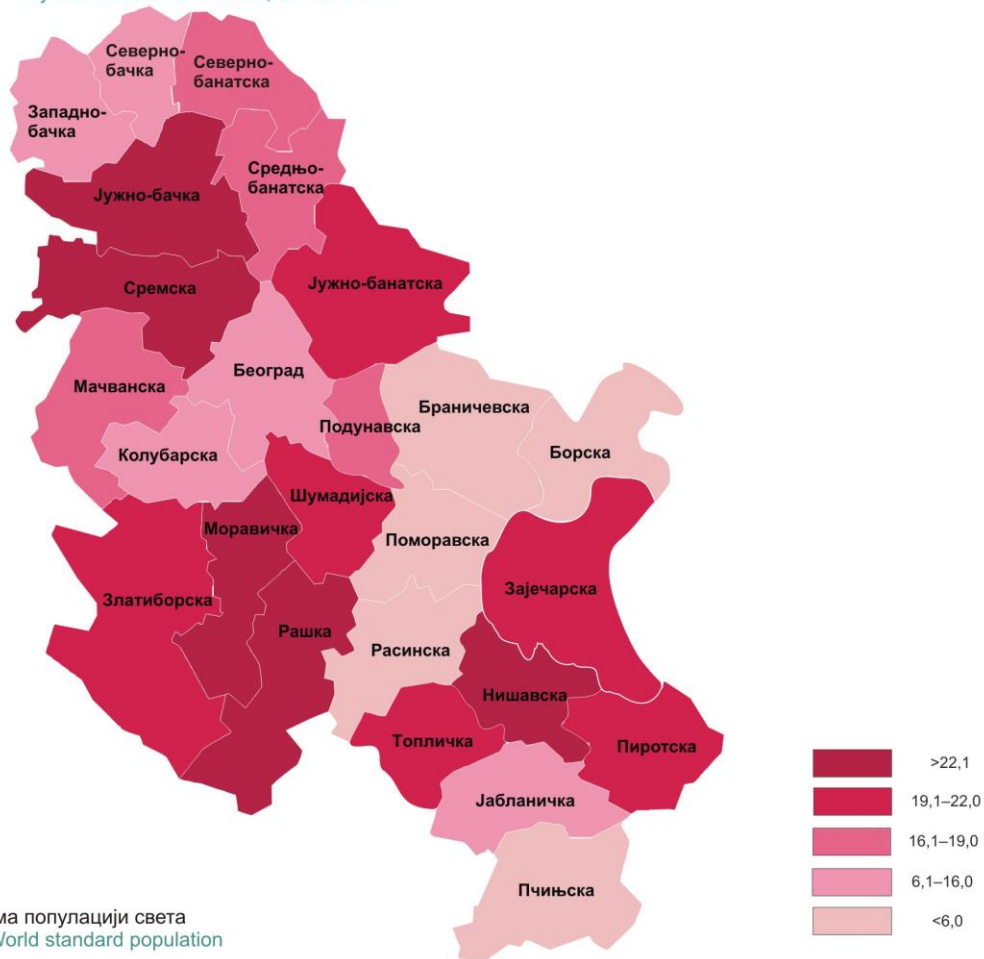 Северно-
бачка
Северно-
банатска
Западно-
бачка
Средњо-
банатска
Јужно-бачка
Јужно-банатска
Сремска
Београд
Мачванска
Браничевска
Подунавска
Борска
Колубарска
Шумадијска
Моравичка
Поморавска
Зајечарска
Златиборска
Рашка
Расинска
Нишавска
Топличка
Пиротска
Јабланичка
Пчињска
>22,1
19,1–22,0
16,1–19,0
6,1–16,0
<6,0
популацији света
World standard population